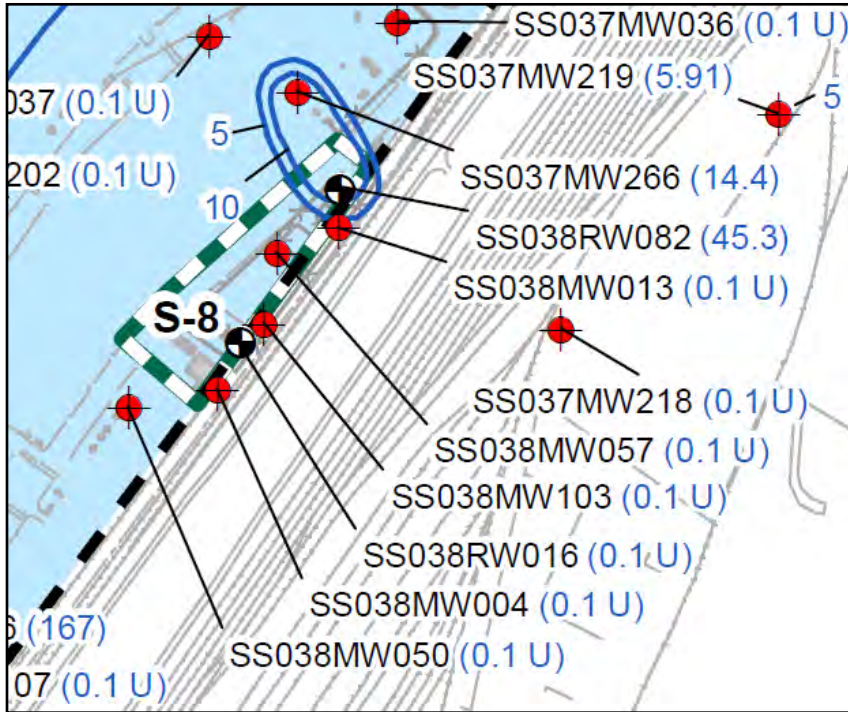 SS037MW036 (0.1 U)
SS037MW219 (5.91)
5
037 (0.1 U)
5
202 (0.1 U)
SS037MW266 (14.4)
10
SS038RW082 (45.3)
SS038MW013 (0.1 U)
S-8
SS037MW218 (0.1 U)
SS038MW057 (0.1 U)
SS038MW103 (0.1 U)
SS038RW016 (0.1 U)
SS038MW004 (0.1 U)
6 (167)
SS038MW050 (0.1 U)
07 (0.1 U)